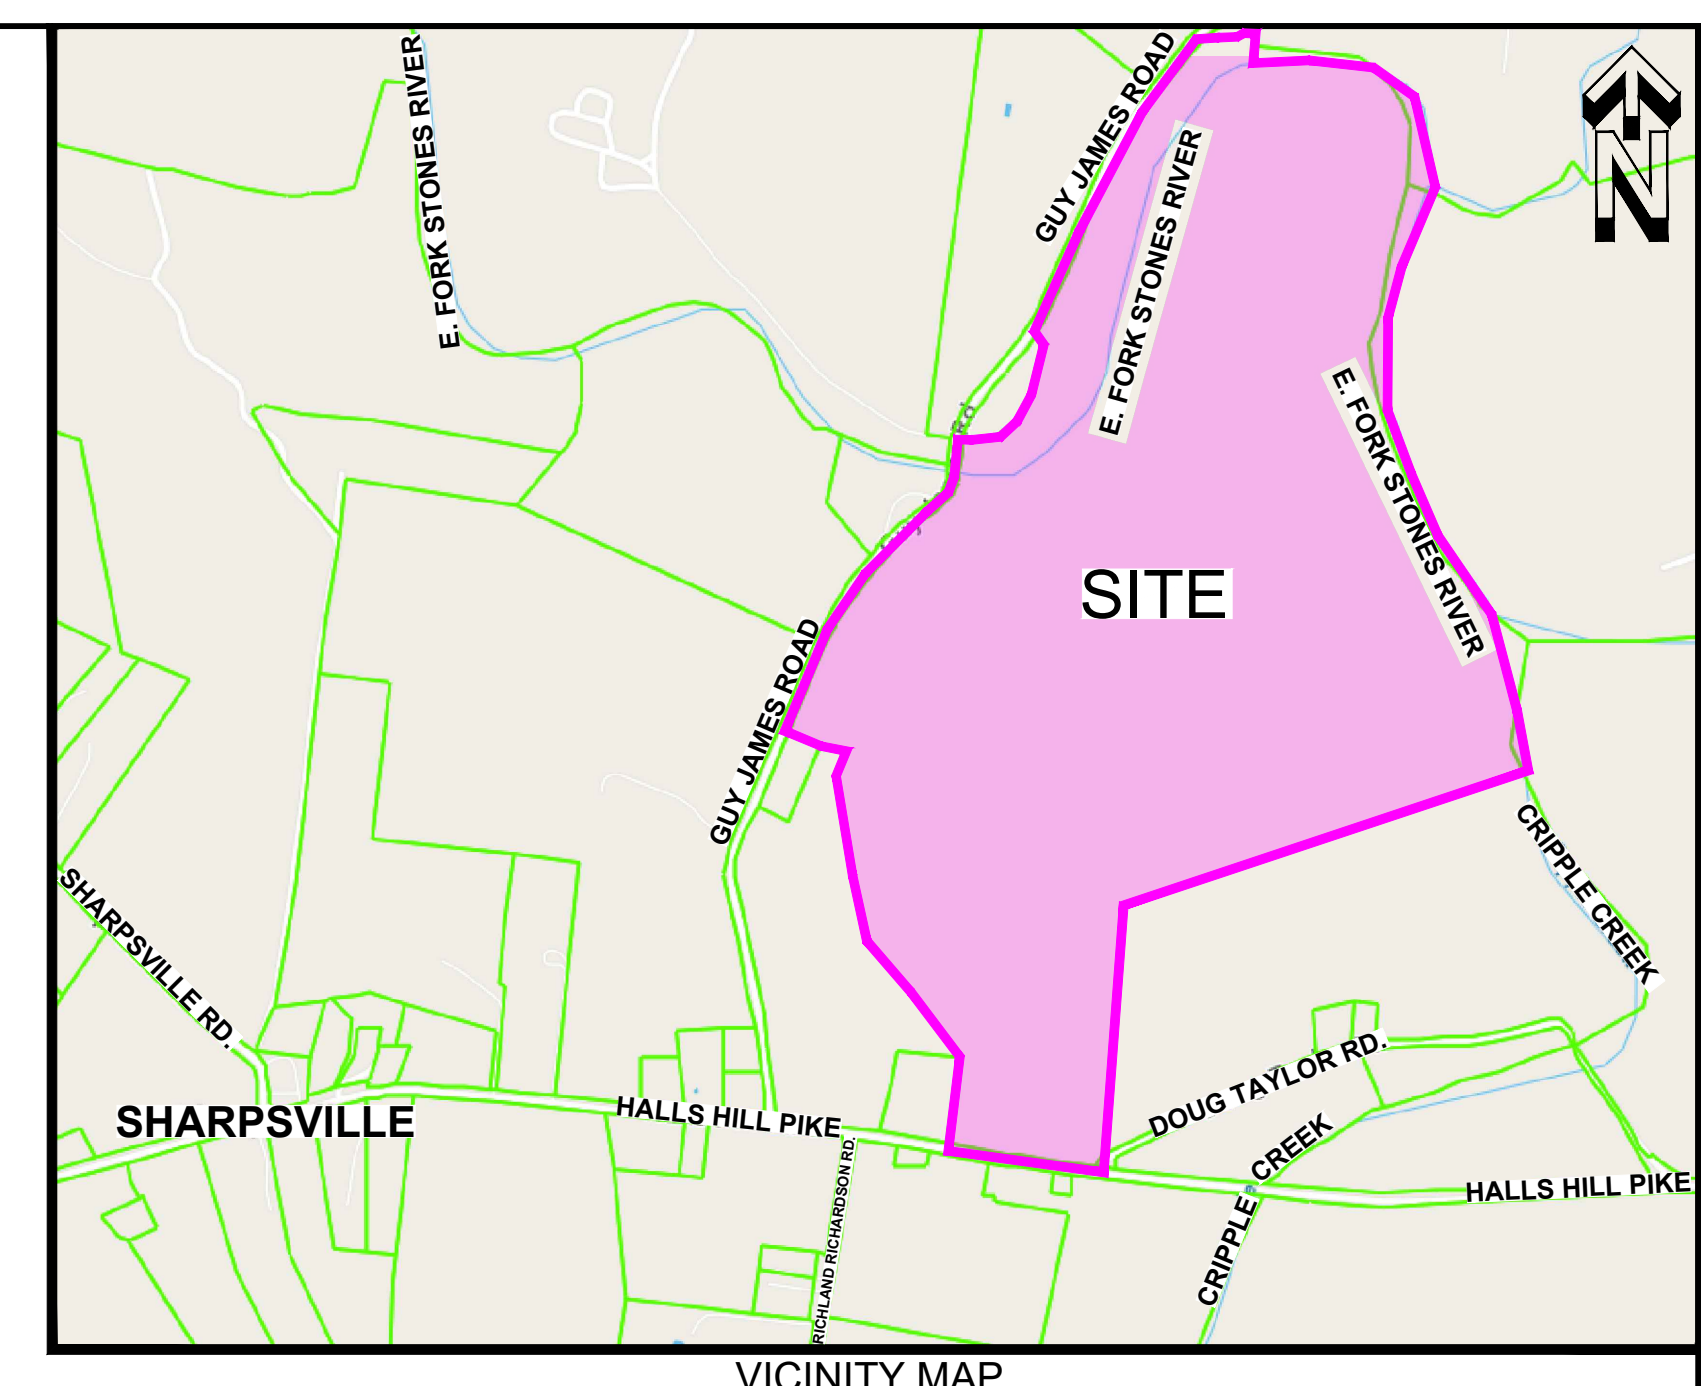 E. FORK STONES RIVER
GUY JAMES ROAD
E. FORK STONES RIVER
N
Rd
E. FORK STONES RIVER
SITE
GUY JAMES ROAD
CRIPPLE CREEK
SHARPSVILLE RD.
DOUG TAYLOR RD.
SHARPSVILLE
HALLS HILL PIKE
CRIPPLE CREEK
HALLS HILL PIKE
RICHLAND RICHARDSON RD.
VICINITY MAP